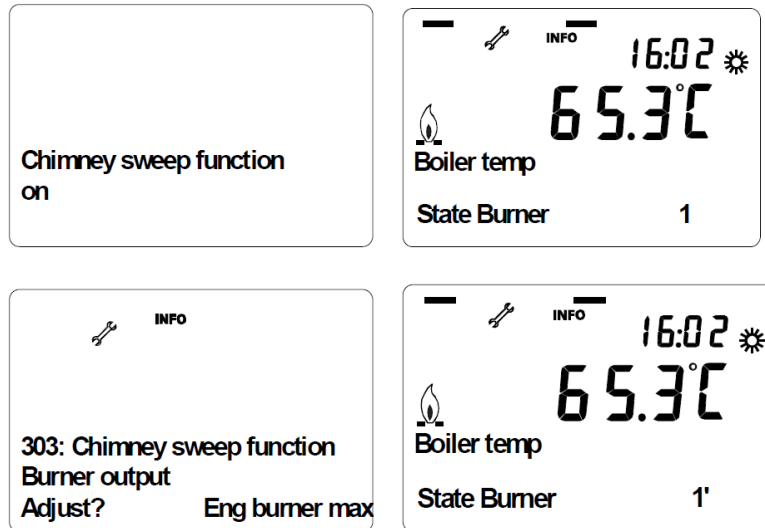 Chimney sweep function
on
INFO
16:02
65.3°C
Boiler temp
State Burner 1
INFO
303: Chimney sweep function
Burner output
Adjust? Eng burner max
INFO
16:02
65.3°C
Boiler temp
State Burner 1'